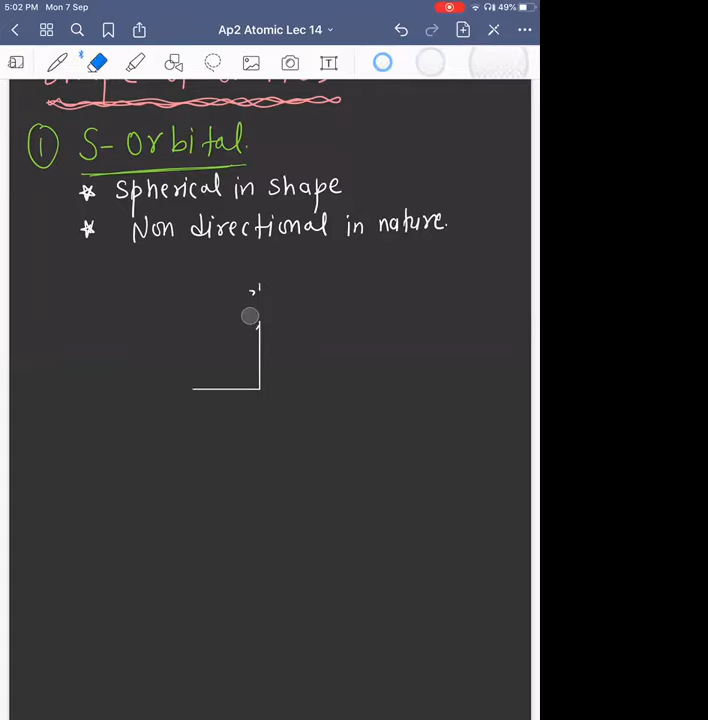 5:02 PM Mon 7 Sep
49%
Ap2 Atomic Lec 14
T
① S-Orbital.
☆ Spherical in shape
☆ Non directional in nature.